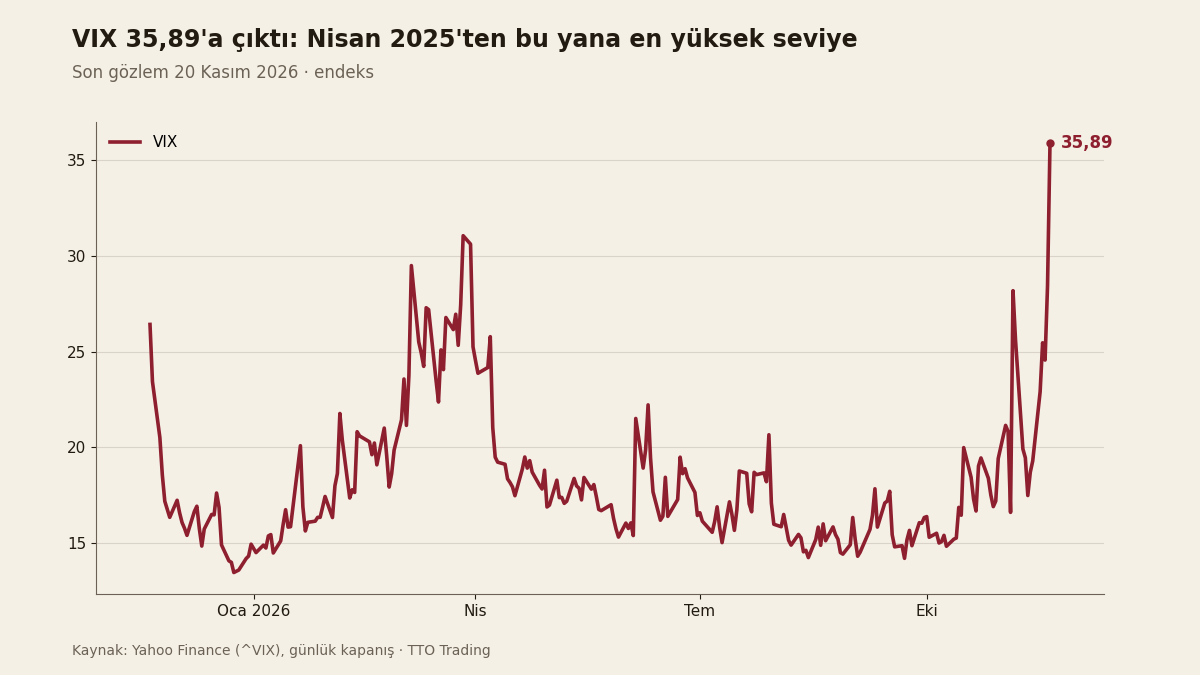 VIX 35,89'a çıktı: Nisan 2025'ten bu yana en yüksek seviye
Son gözlem 20 Kasım 2026 · endeks
VIX
35,89
35
30
25
20
15
Oca 2026
Nis
Tem
Eki
Kaynak: Yahoo Finance (^VIX), günlük kapanış · TTO Trading